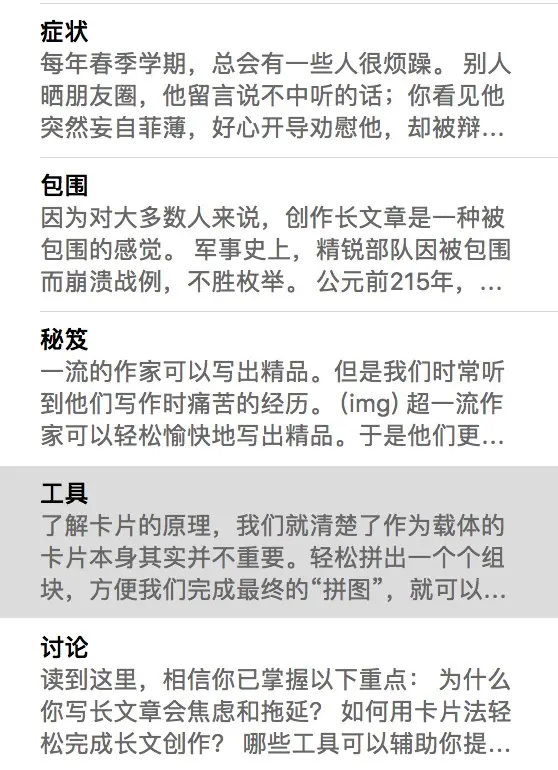 症状
每年春季学期，总会有一些人很烦躁。 别人
晒朋友圈，他留言说不中听的话；你看见他
突然妄自菲薄，好心开导劝慰他，却被辩...
包围
因为对大多数人来说，创作长文章是一种被
包围的感觉。 军事史上，精锐部队因被包围
而崩溃战例，不胜枚举。 公元前215年，...
秘笈
一流的作家可以写出精品。但是我们时常听
到他们写作时痛苦的经历。 (img) 超一流作
家可以轻松愉快地写出精品。于是他们更...
工具
了解卡片的原理，我们就清楚了作为载体的
卡片本身其实并不重要。轻松拼出一个个组
块，方便我们完成最终的“拼图”，就可以...
讨论
读到这里，相信你已掌握以下重点： 为什么
你写长文章会焦虑和拖延？ 如何用卡片法轻
松完成长文创作？ 哪些工具可以辅助你提...